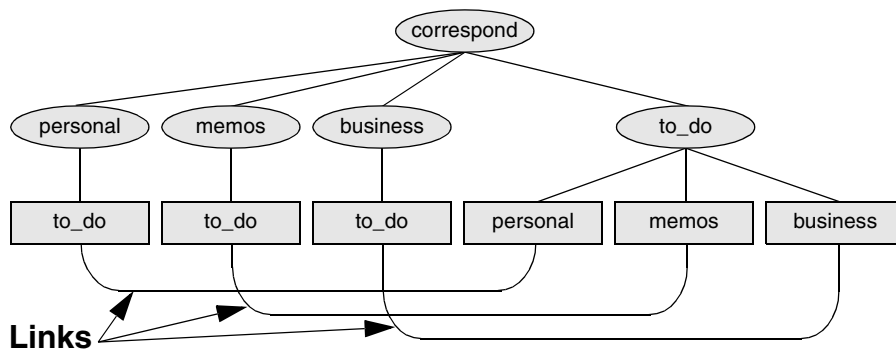 correspond
personal memos business to_do
to_do to_do to_do personal memos business
Links